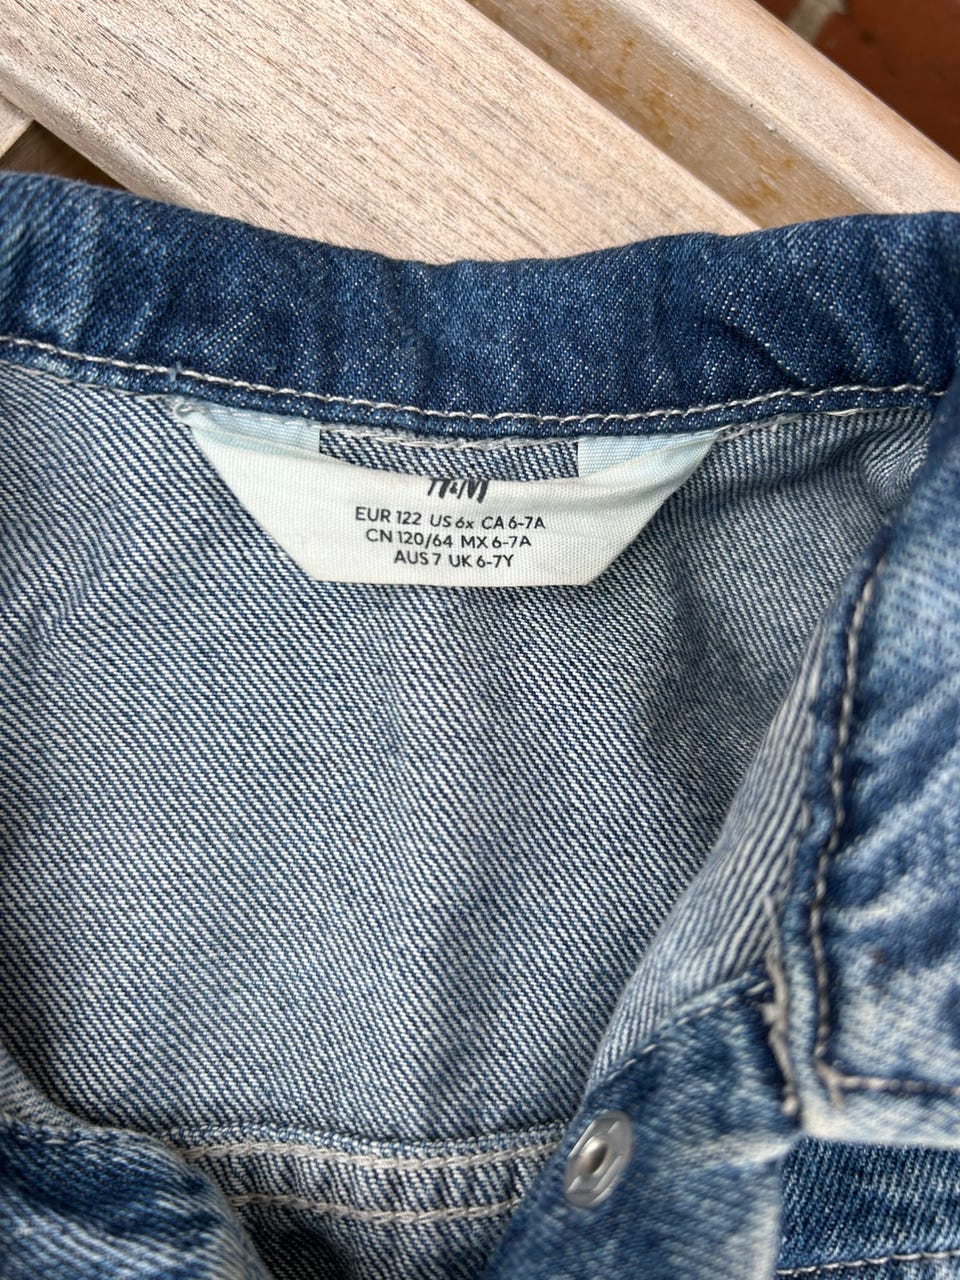 H&M
EUR 122 US 6x CA 6-7A
CN 120/64 MX 6-7A
AUS 7 UK 6-7Y